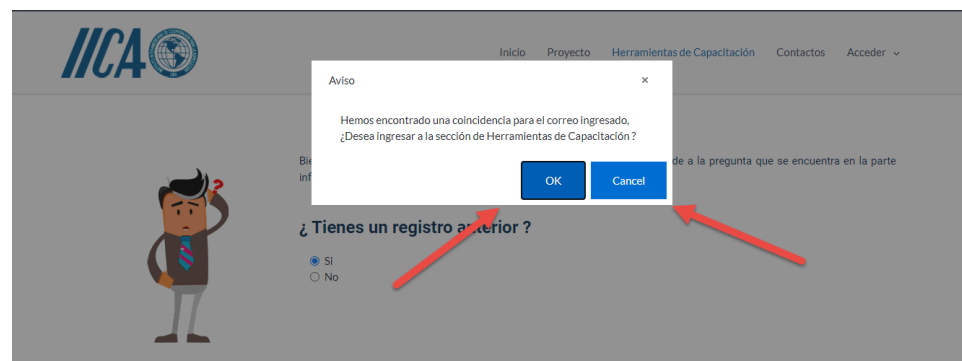 IICA
Inicio Proyecto Herramientas de Capacitación Contactos Acceder
Aviso ×
Hemos encontrado una coincidencia para el correo ingresado,
¿Desea ingresar a la sección de Herramientas de Capacitación ?
OK Cancel
de a la pregunta que se encuentra en la parte
¿ Tienes un registro anterior ?
Si
No